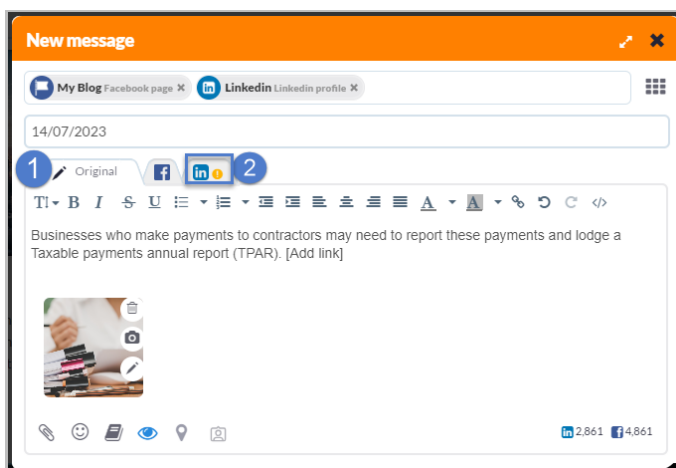 New message
My Blog Facebook page × Linkedin Linkedin profile ×
14/07/2023
1 Original 2
B I S U A A
Businesses who make payments to contractors may need to report these payments and lodge a
Taxable payments annual report (TPAR). [Add link]
in 2,861 f 4,861